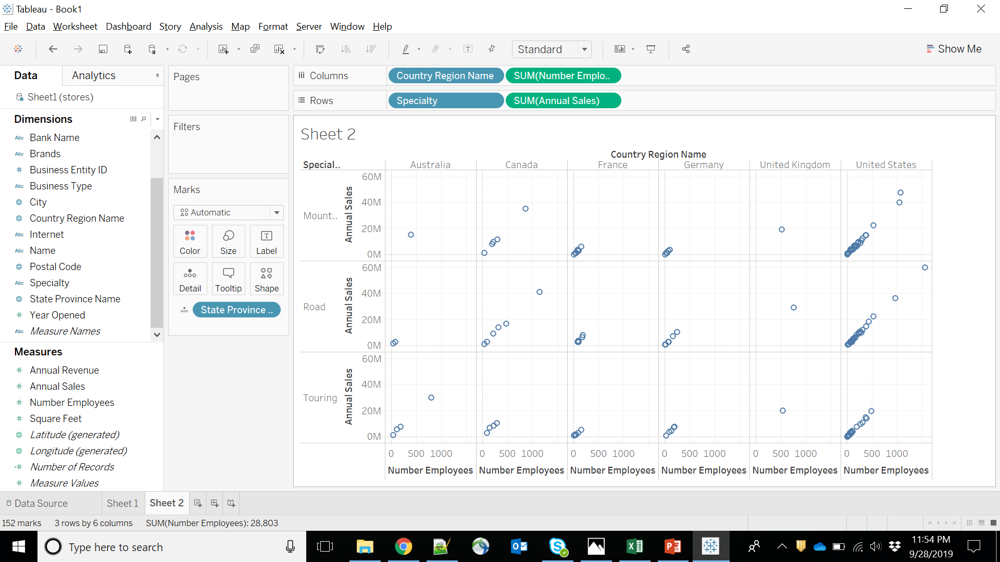 Tableau - Book1
File Data Worksheet Dashboard Story Analysis Map Format Server Window Help
Standard
Show Me
Data
Analytics
Sheet1 (stores)
Dimensions
Abc Bank Name
Abc Brands
# Business Entity ID
Abc Business Type
City
Country Region Name
Abc Internet
Abc Name
Postal Code
Abc Specialty
State Province Name
# Year Opened
Abc Measure Names
Measures
# Annual Revenue
# Annual Sales
# Number Employees
# Square Feet
Latitude (generated)
Longitude (generated)
=# Number of Records
# Measure Values
Pages
Filters
Marks
Automatic
Color Size Label
Detail Tooltip Shape
State Province ..
Columns Country Region Name SUM(Number Emplo..
Rows Specialty SUM(Annual Sales)
Sheet 2
Country Region Name
Special.. Australia Canada France Germany United Kingdom United States
Mount..
Annual Sales
60M
40M
20M
0M
Road
Annual Sales
60M
40M
20M
0M
Touring
Annual Sales
60M
40M
20M
0M
0 500 1000 0 500 1000 0 500 1000 0 500 1000 0 500 1000 0 500 1000
Number Employees Number Employees Number Employees Number Employees Number Employees Number Employees
Data Source Sheet 1 Sheet 2
152 marks 3 rows by 6 columns SUM(Number Employees): 28,803
Type here to search
11:54 PM
9/28/2019